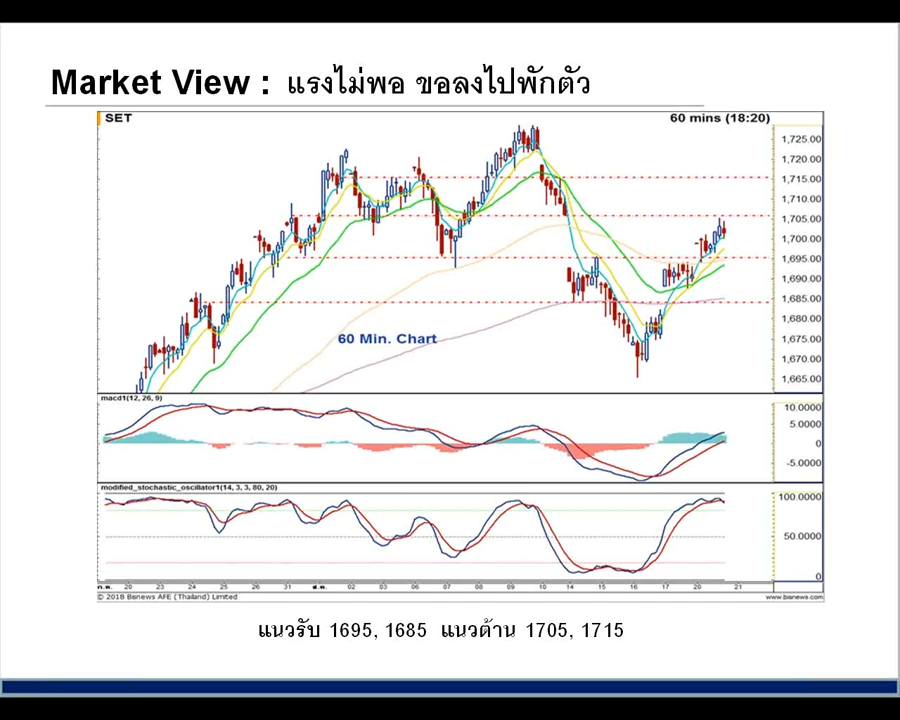 Market View : แรงไม่พอ ขอลงไปพักตัว
SET 60 mins (18:20)
1,725.00
1,720.00
1,715.00
1,710.00
1,705.00
1,700.00
1,695.00
1,690.00
1,685.00
1,680.00
1,675.00
1,670.00
1,665.00
60 Min. Chart
macd1(12, 26, 9)
10.0000
5.0000
0
-5.0000
modified_stochastic_oscillator1(14, 3, 3, 80, 20)
100.0000
50.0000
0
ก.ค. 20 23 24 25 26 31 ส.ค. 02 03 06 07 08 09 10 14 15 16 17 20 21
© 2018 Bisnews AFE (Thailand) Limited www.bisnews.com
แนวรับ 1695, 1685 แนวต้าน 1705, 1715